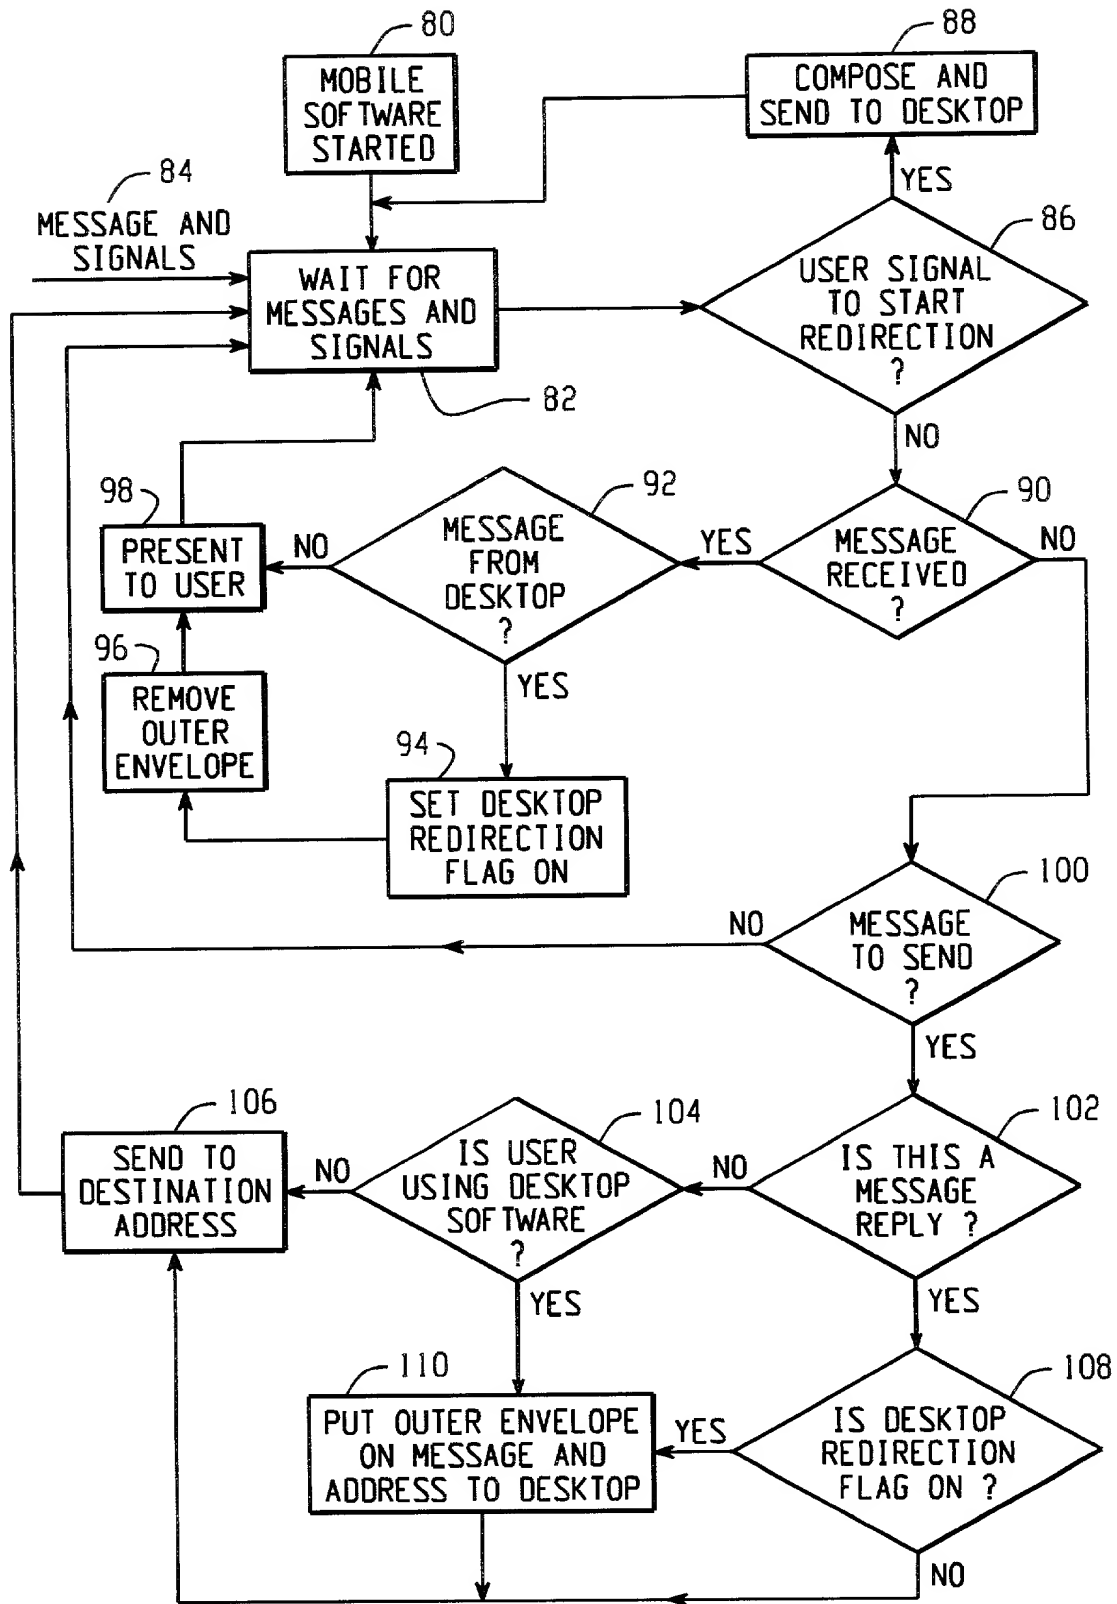 80
MOBILE
SOFTWARE
STARTED
88
COMPOSE AND
SEND TO DESKTOP
YES
84
MESSAGE AND
SIGNALS
WAIT FOR
MESSAGES AND
SIGNALS
82
86
USER SIGNAL
TO START
REDIRECTION
?
NO
90
MESSAGE
RECEIVED
?
NO
YES
92
MESSAGE
FROM
DESKTOP
?
NO
YES
98
PRESENT
TO USER
96
REMOVE
OUTER
ENVELOPE
94
SET DESKTOP
REDIRECTION
FLAG ON
100
MESSAGE
TO SEND
?
NO
YES
102
IS THIS A
MESSAGE
REPLY ?
NO
YES
104
IS USER
USING DESKTOP
SOFTWARE
?
NO
YES
106
SEND TO
DESTINATION
ADDRESS
108
IS DESKTOP
REDIRECTION
FLAG ON ?
YES
NO
110
PUT OUTER ENVELOPE
ON MESSAGE AND
ADDRESS TO DESKTOP